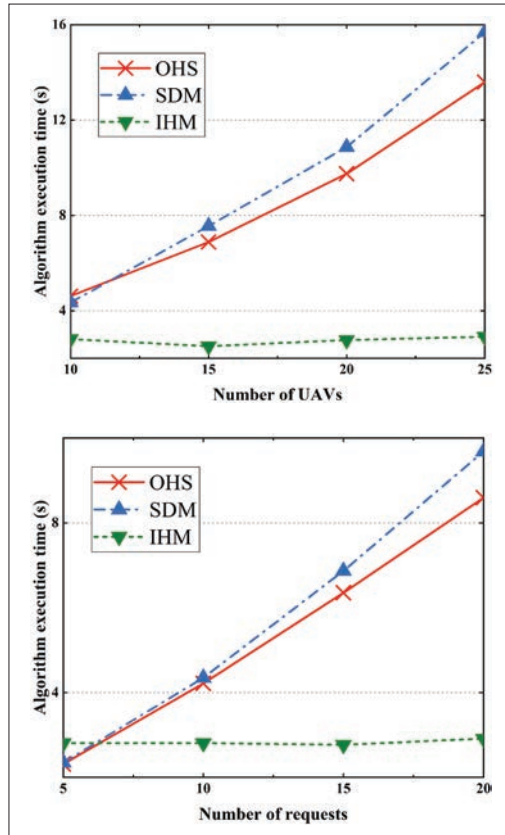 16
12
8
4
Algorithm execution time (s)
OHS
SDM
IHM
10 15 20 25
Number of UAVs
8
4
Algorithm execution time (s)
OHS
SDM
IHM
5 10 15 20
Number of requests